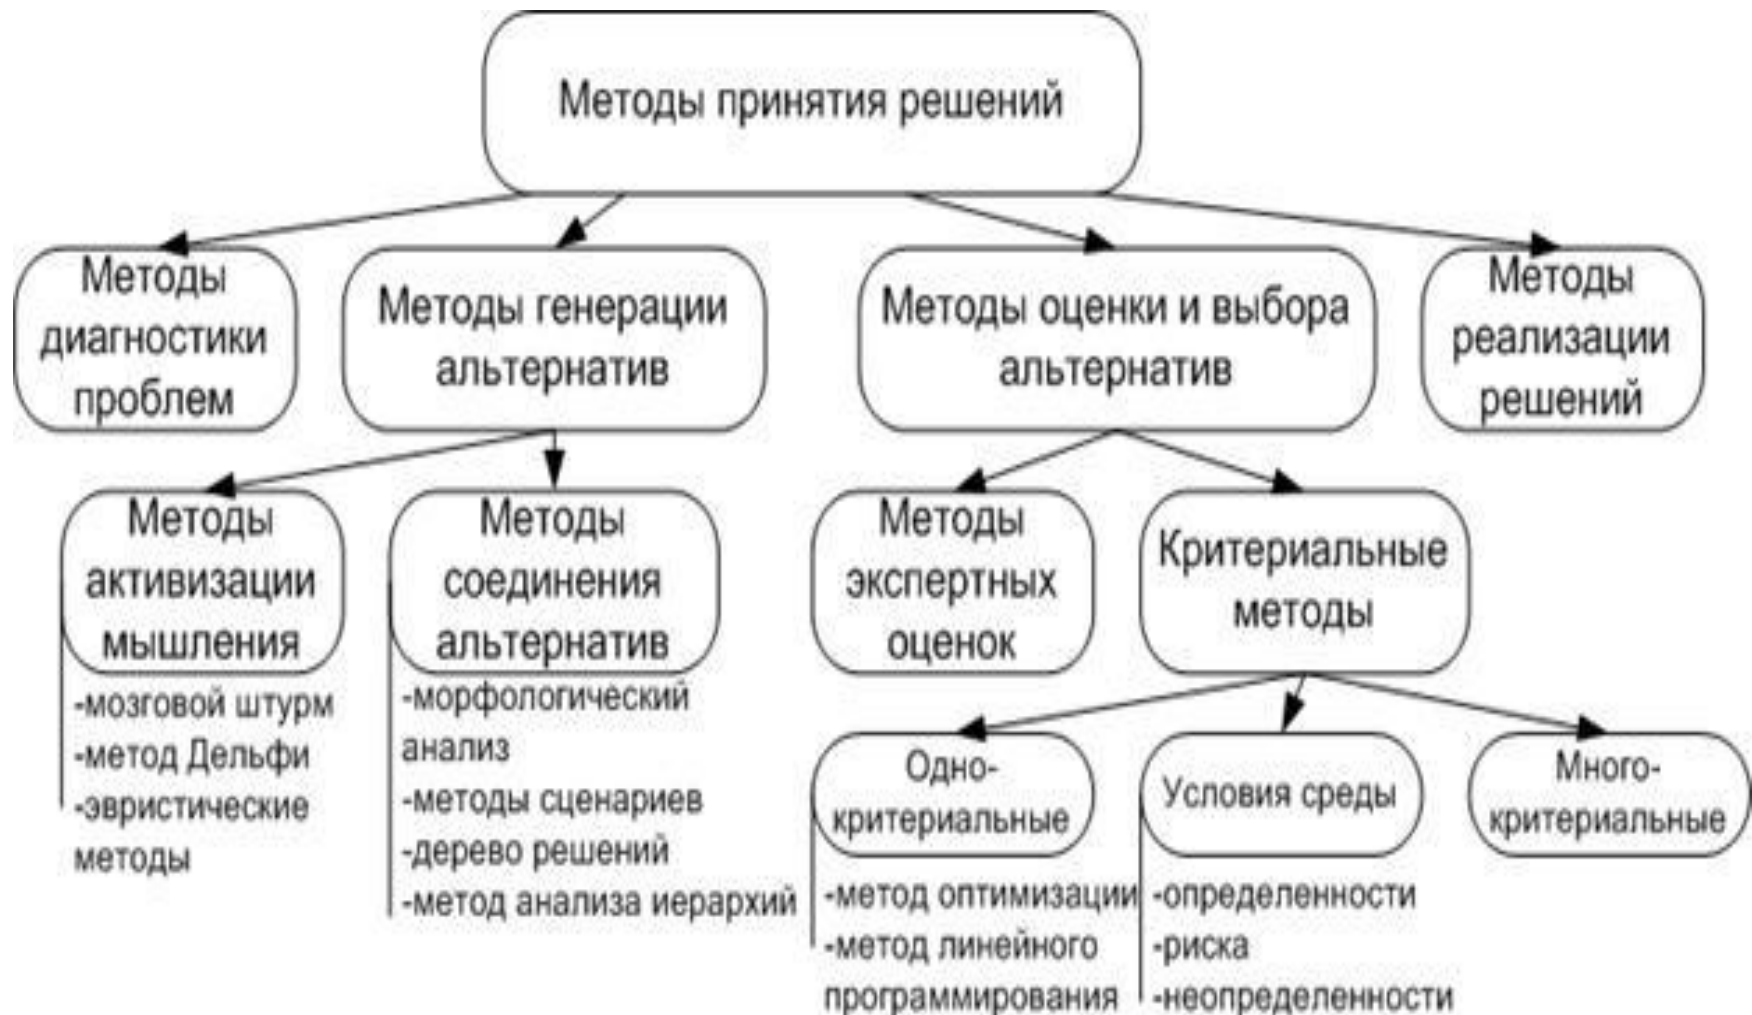 Методы принятия решений
Методы
диагностики
проблем
Методы генерации
альтернатив
Методы оценки и выбора
альтернатив
Методы
реализации
решений
Методы
активизации
мышления
-мозговой штурм
-метод Дельфи
-эвристические
методы
Методы
соединения
альтернатив
-морфологический
анализ
-методы сценариев
-дерево решений
-метод анализа иерархий
Методы
экспертных
оценок
Критериальные
методы
Одно-
критериальные
-метод оптимизации
-метод линейного
программирования
Условия среды
-определенности
-риска
-неопределенности
Много-
критериальные